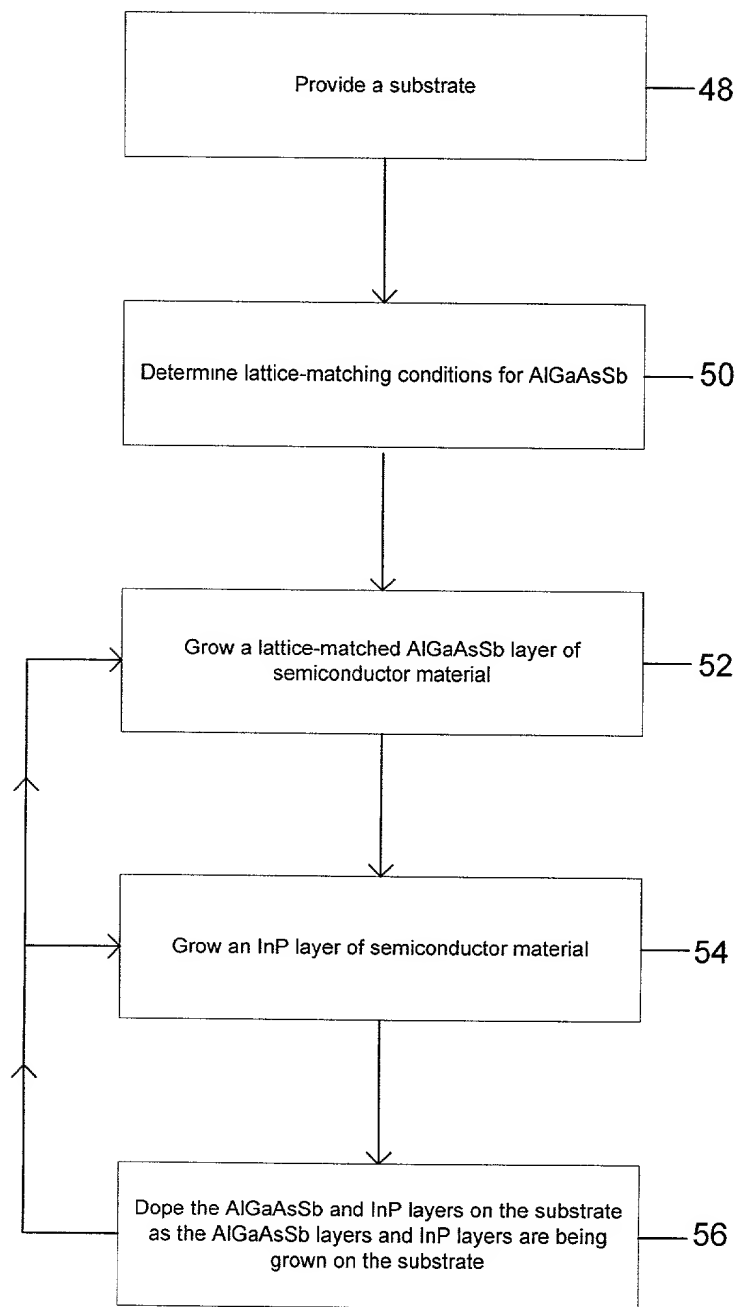 Provide a substrate
48
Determine lattice-matching conditions for AlGaAsSb
50
Grow a lattice-matched AlGaAsSb layer of
semiconductor material
52
Grow an InP layer of semiconductor material
54
Dope the AlGaAsSb and InP layers on the substrate
as the AlGaAsSb layers and InP layers are being
grown on the substrate
56